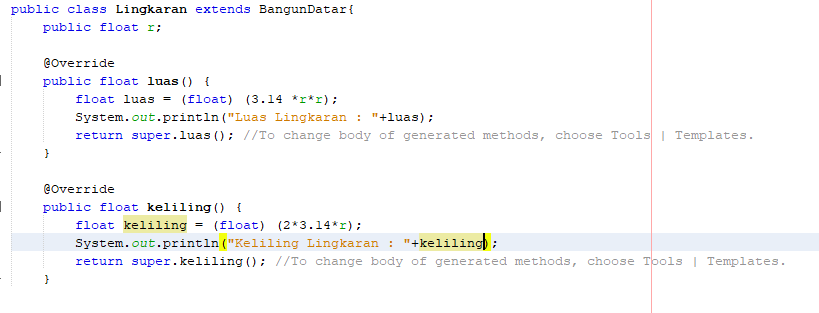 public class Lingkaran extends BangunDatar{
public float r;
@Override
public float luas() {
float luas = (float) (3.14 *r*r);
System.out.println("Luas Lingkaran : "+luas);
return super.luas(); //To change body of generated methods, choose Tools | Templates.
}
@Override
public float keliling() {
float keliling = (float) (2*3.14*r);
System.out.println("Keliling Lingkaran : "+keliling);
return super.keliling(); //To change body of generated methods, choose Tools | Templates.
}